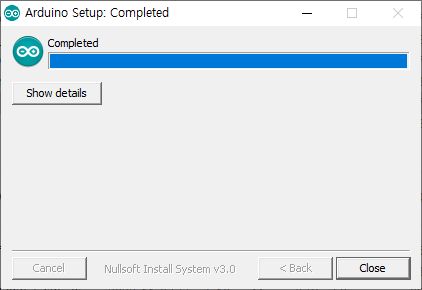 Arduino Setup: Completed
Completed
Show details
Cancel
Nullsoft Install System v3.0
< Back
Close